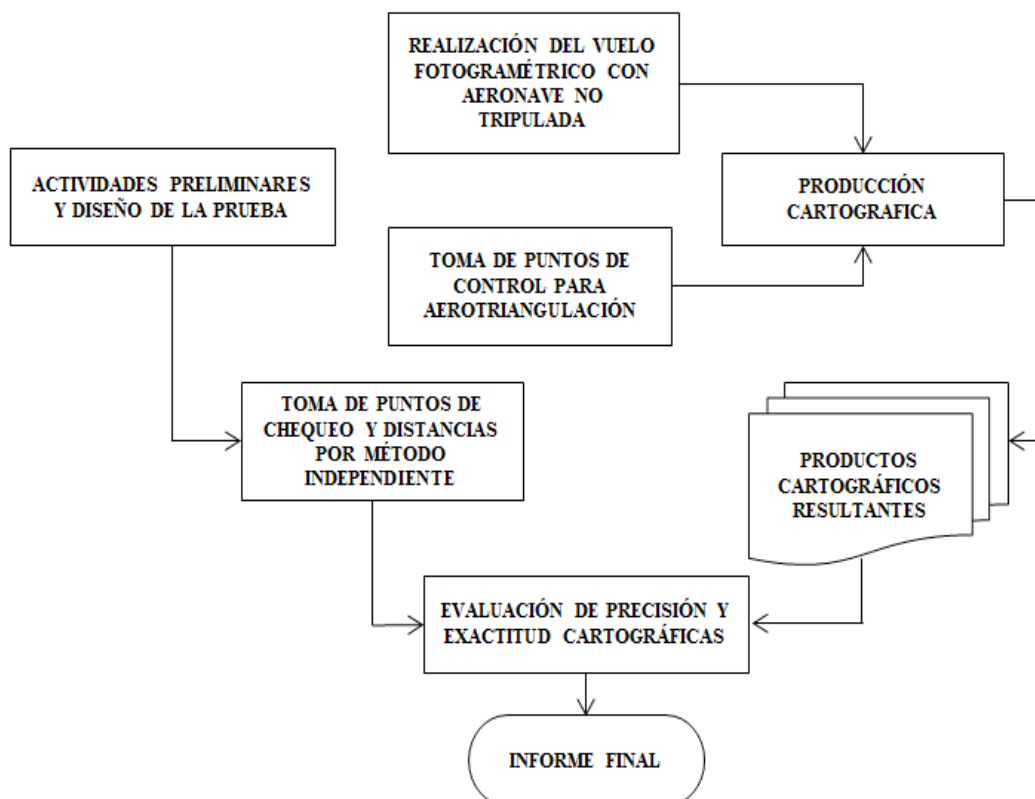 REALIZACIÓN DEL VUELO
FOTOGRAMÉTRICO CON
AERONAVE NO
TRIPULADA
ACTIVIDADES PRELIMINARES
Y DISEÑO DE LA PRUEBA
PRODUCCIÓN
CARTOGRAFICA
TOMA DE PUNTOS DE
CONTROL PARA
AEROTRIANGULACIÓN
TOMA DE PUNTOS DE
CHEQUEO Y DISTANCIAS
POR MÉTODO
INDEPENDIENTE
PRODUCTOS
CARTOGRÁFICOS
RESULTANTES
EVALUACIÓN DE PRECISIÓN Y
EXACTITUD CARTOGRÁFICAS
INFORME FINAL